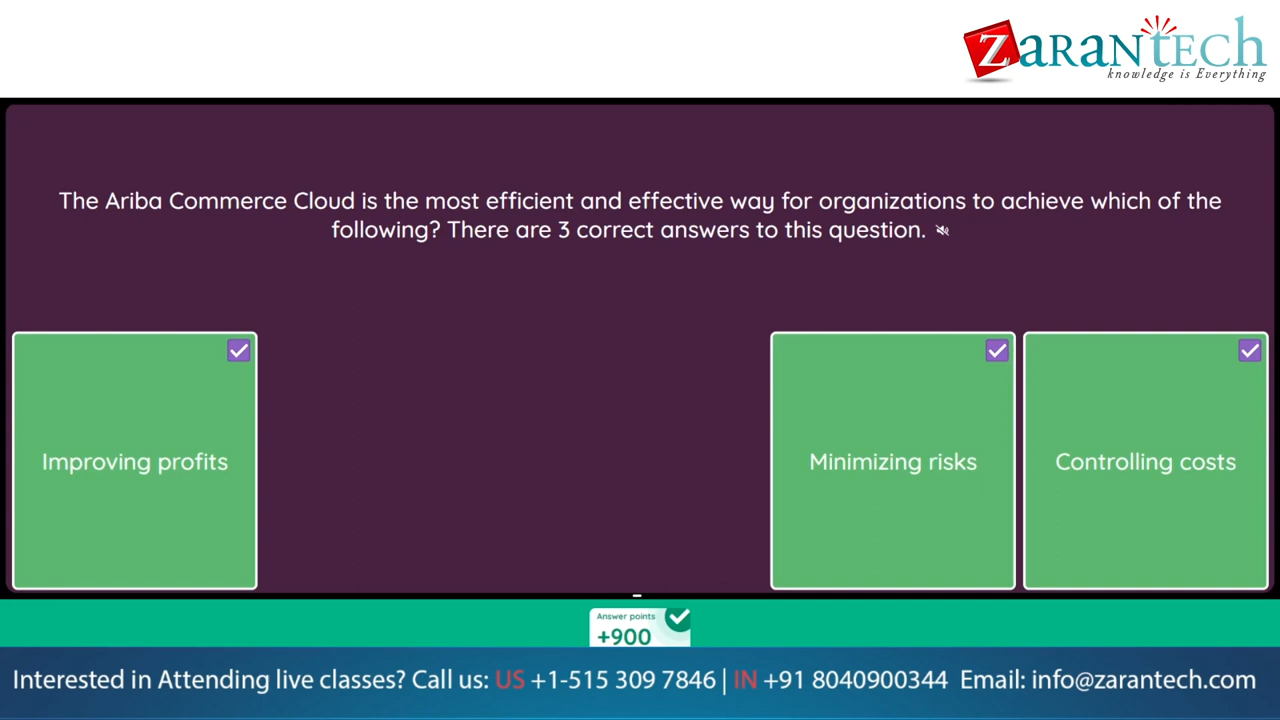 ZaranTech
knowledge is Everything
The Ariba Commerce Cloud is the most efficient and effective way for organizations to achieve which of the
following? There are 3 correct answers to this question.
Improving profits
Minimizing risks
Controlling costs
Answer points
+900
Interested in Attending live classes? Call us: US +1-515 309 7846 | IN +91 8040900344 Email: info@zarantech.com